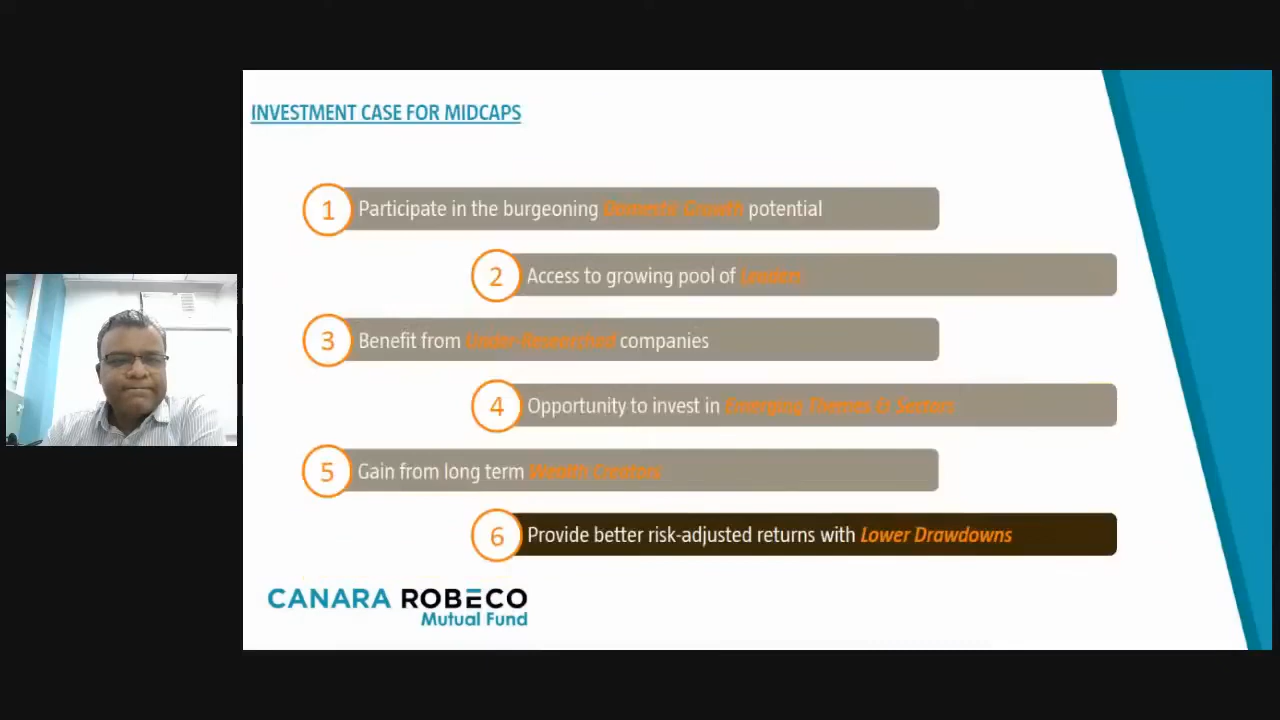 INVESTMENT CASE FOR MIDCAPS
1 Participate in the burgeoning Domestic Growth potential
2 Access to growing pool of Leaders
3 Benefit from Under-Researched companies
4 Opportunity to invest in Emerging Themes & Sectors
5 Gain from long term Wealth Creators
6 Provide better risk-adjusted returns with Lower Drawdowns
CANARA ROBECO
Mutual Fund